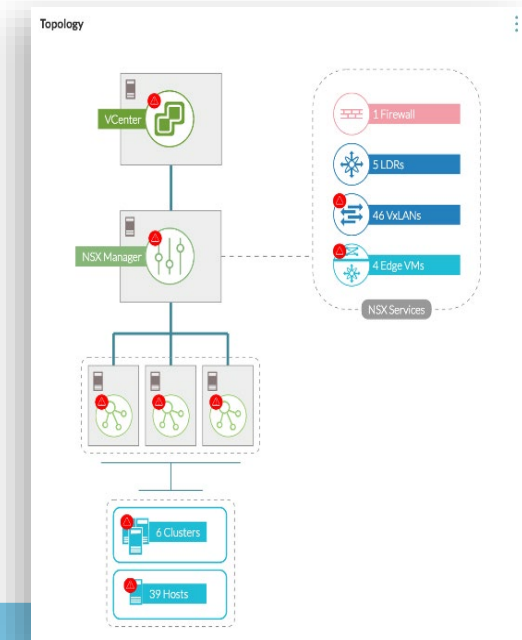 Topology
VCenter
1 Firewall
5 LDRs
46 VxLANs
4 Edge VMs
NSX Services
NSX Manager
6 Clusters
39 Hosts